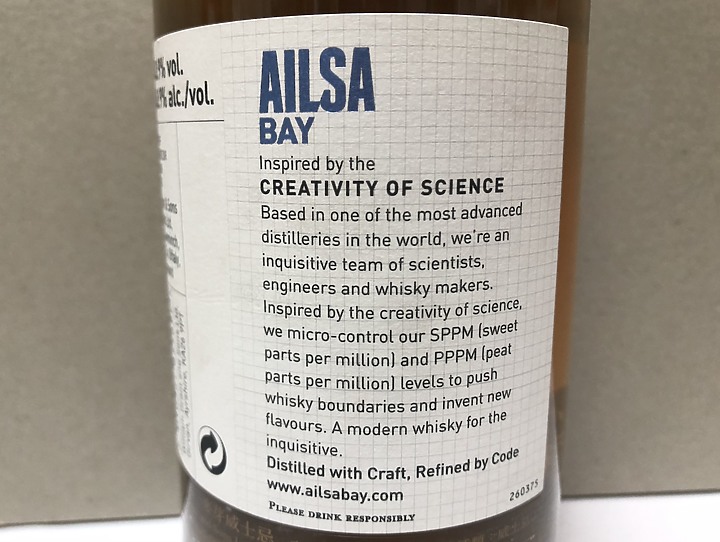 % vol.
% alc./vol.
AILSA
BAY
Inspired by the
CREATIVITY OF SCIENCE
Based in one of the most advanced
distilleries in the world, we're an
inquisitive team of scientists,
engineers and whisky makers.
Inspired by the creativity of science,
we micro-control our SPPM (sweet
parts per million) and PPPM (peat
parts per million) levels to push
whisky boundaries and invent new
flavours. A modern whisky for the
inquisitive.
Distilled with Craft, Refined by Code
www.ailsabay.com
260375
PLEASE DRINK RESPONSIBLY